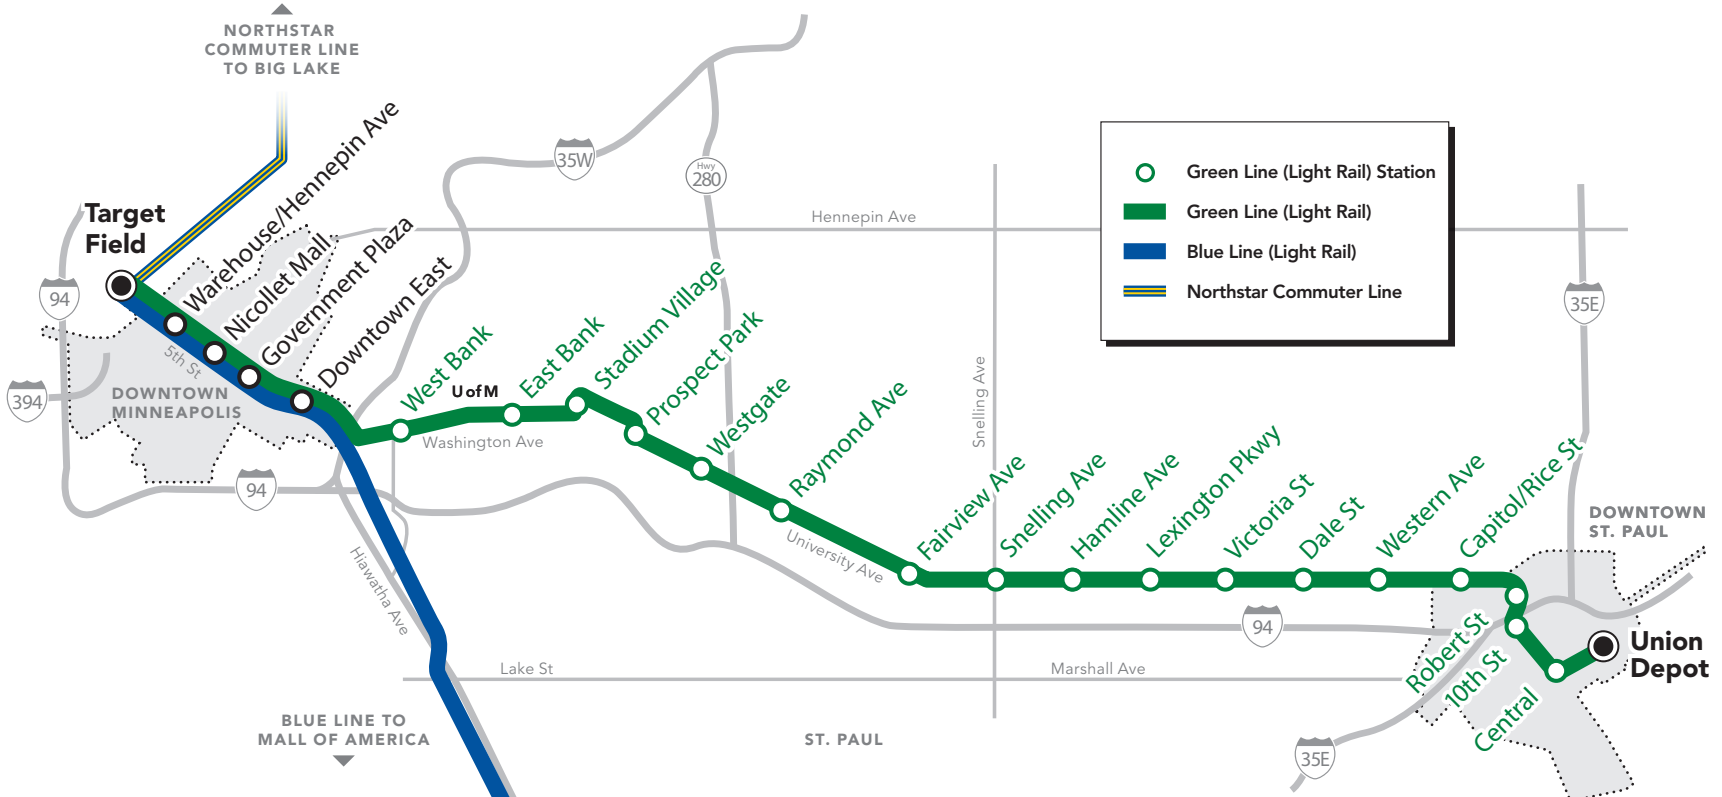 NORTHSTAR
COMMUTER LINE
TO BIG LAKE
Target
Field
Warehouse/Hennepin Ave
Nicollet Mall
Government Plaza
Downtown East
West Bank
East Bank
Stadium Village
Prospect Park
Westgate
Raymond Ave
Fairview Ave
Snelling Ave
Hamline Ave
Lexington Pkwy
Victoria St
Dale St
Western Ave
Capitol/Rice St
Robert St
10th St
Central
Union
Depot
35W
Hwy
280
Hennepin Ave
Green Line (Light Rail) Station
Green Line (Light Rail)
Blue Line (Light Rail)
Northstar Commuter Line
94
394
5th St
DOWNTOWN
MINNEAPOLIS
UofM
Washington Ave
94
Hiawatha Ave
University Ave
Snelling Ave
35E
DOWNTOWN
ST. PAUL
94
Lake St
Marshall Ave
BLUE LINE TO
MALL OF AMERICA
ST. PAUL
35E